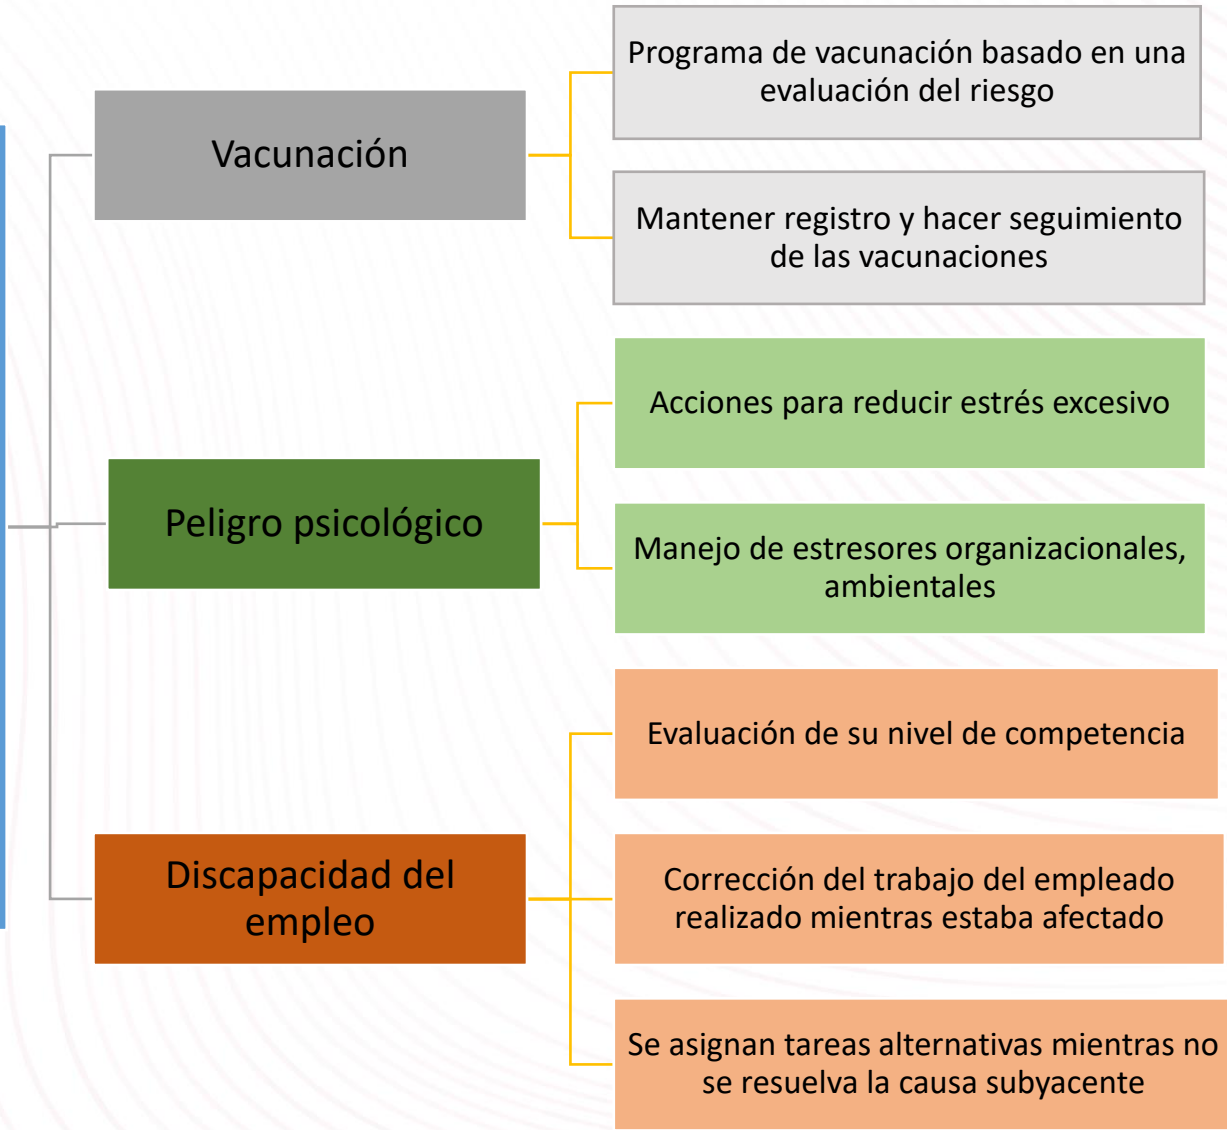 Vacunación
Programa de vacunación basado en una
evaluación del riesgo
Mantener registro y hacer seguimiento
de las vacunaciones
Peligro psicológico
Acciones para reducir estrés excesivo
Manejo de estresores organizacionales,
ambientales
Discapacidad del
empleo
Evaluación de su nivel de competencia
Corrección del trabajo del empleado
realizado mientras estaba afectado
Se asignan tareas alternativas mientras no
se resuelva la causa subyacente